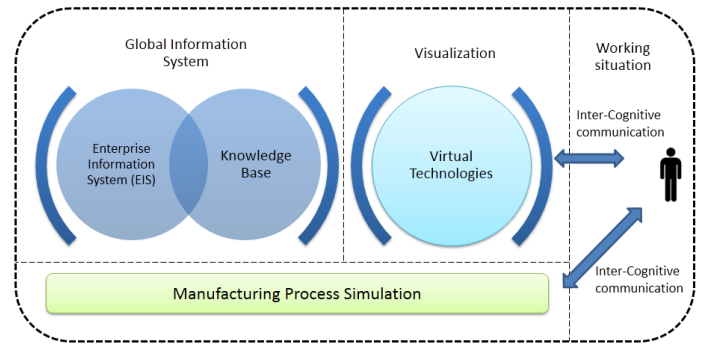 Global Information
System
Visualization
Working
situation
Enterprise
Information
System (EIS)
Knowledge
Base
Virtual
Technologies
Inter-Cognitive
communication
Inter-Cognitive
communication
Manufacturing Process Simulation